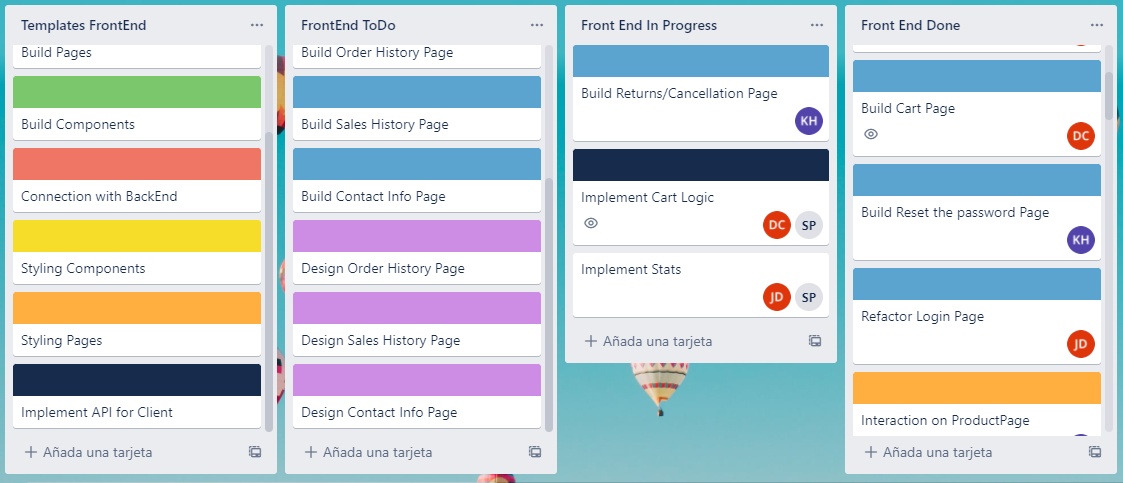 Templates FrontEnd
Build Pages
Build Components
Connection with BackEnd
Styling Components
Styling Pages
Implement API for Client
Añada una tarjeta
FrontEnd ToDo
Build Order History Page
Build Sales History Page
Build Contact Info Page
Design Order History Page
Design Sales History Page
Design Contact Info Page
Añada una tarjeta
Front End In Progress
Build Returns/Cancellation Page
KH
Implement Cart Logic
DC SP
Implement Stats
JD SP
Añada una tarjeta
Front End Done
Build Cart Page
DC
Build Reset the password Page
KH
Refactor Login Page
JD
Interaction on ProductPage
Añada una tarjeta